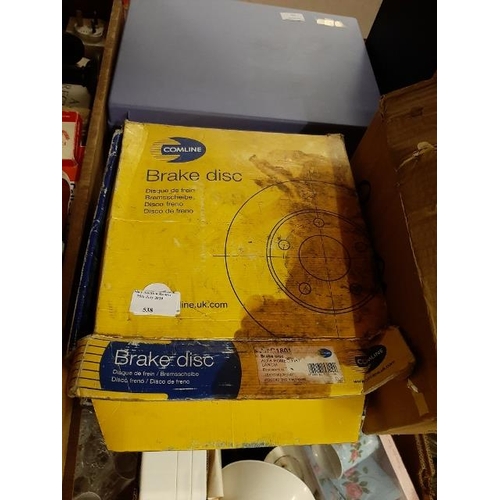 COMLINE
Brake disc
Disque de frein
Bremsscheibe
Disco freno
Disco de freno
538
line.uk.com
Brake disc
Disque de frein / Bremsscheibe
Disco freno / Disco de freno
COMLINE